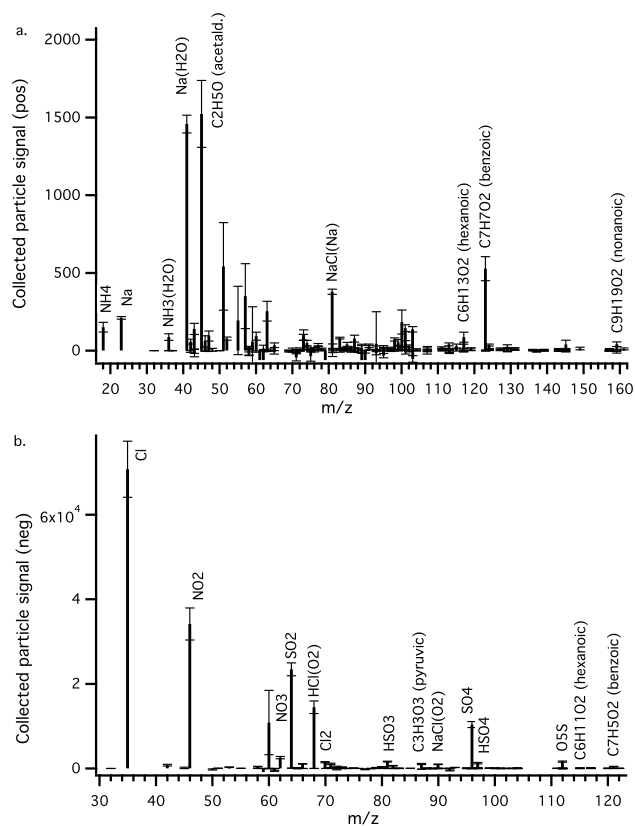 a.
Collected particle signal (pos)
2000
1500
1000
500
0
NH4
Na
NH3(H2O)
Na(H2O)
C2H5O (acetald.)
NaCl(Na)
C6H13O2 (hexanoic)
C7H7O2 (benzoic)
C9H19O2 (nonanoic)
20 30 40 50 60 70 80 90 100 110 120 130 140 150 160
m/z
b.
Collected particle signal (neg)
6x10⁴
4
2
0
Cl
NO2
NO3
SO2
HCl(O2)
Cl2
HSO3
C3H3O3 (pyruvic)
NaCl(O2)
SO4
HSO4
O5S
C6H11O2 (hexanoic)
C7H5O2 (benzoic)
30 40 50 60 70 80 90 100 110 120
m/z